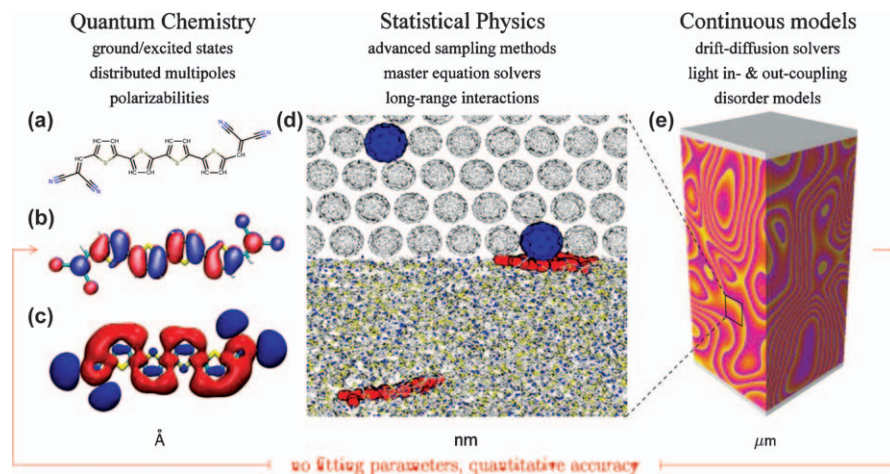 Quantum Chemistry
ground/excited states
distributed multipoles
polarizabilities
Statistical Physics
advanced sampling methods
master equation solvers
long-range interactions
Continuous models
drift-diffusion solvers
light in- & out-coupling
disorder models
(a)
(b)
(c)
(d)
(e)
Å
nm
μm
no fitting parameters, quantitative accuracy